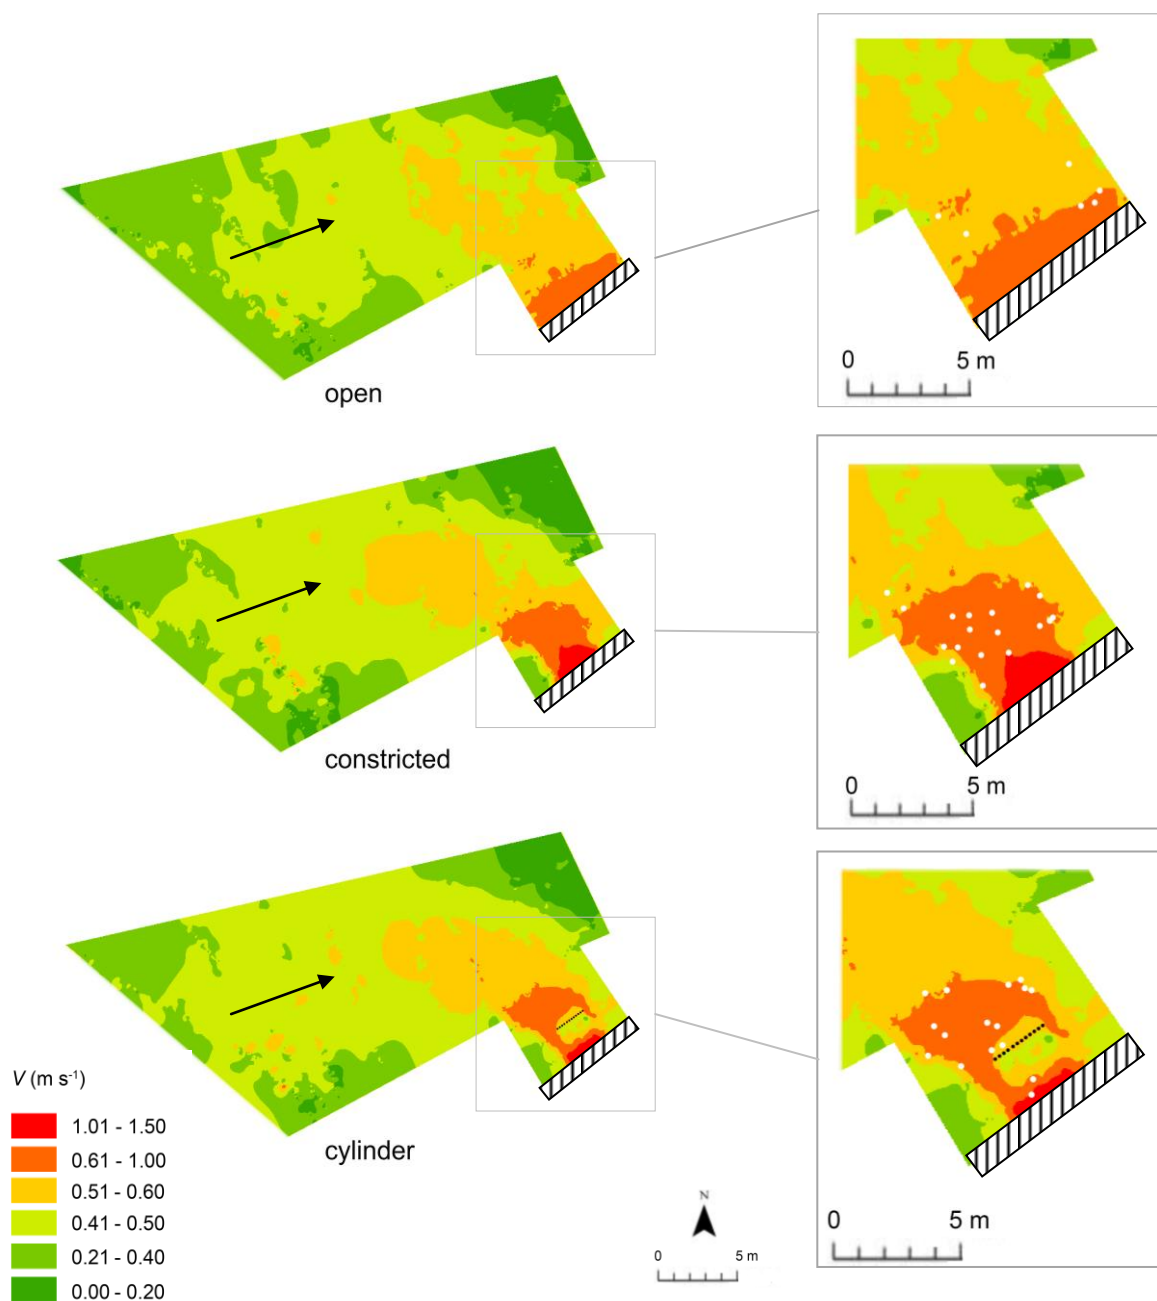 0
5 m
open
constricted
0
5 m
cylinder
V (m s-1)
1.01 - 1.50
0.61 - 1.00
0.51 - 0.60
0.41 - 0.50
0.21 - 0.40
0.00 - 0.20
N
0
5 m
0
5 m